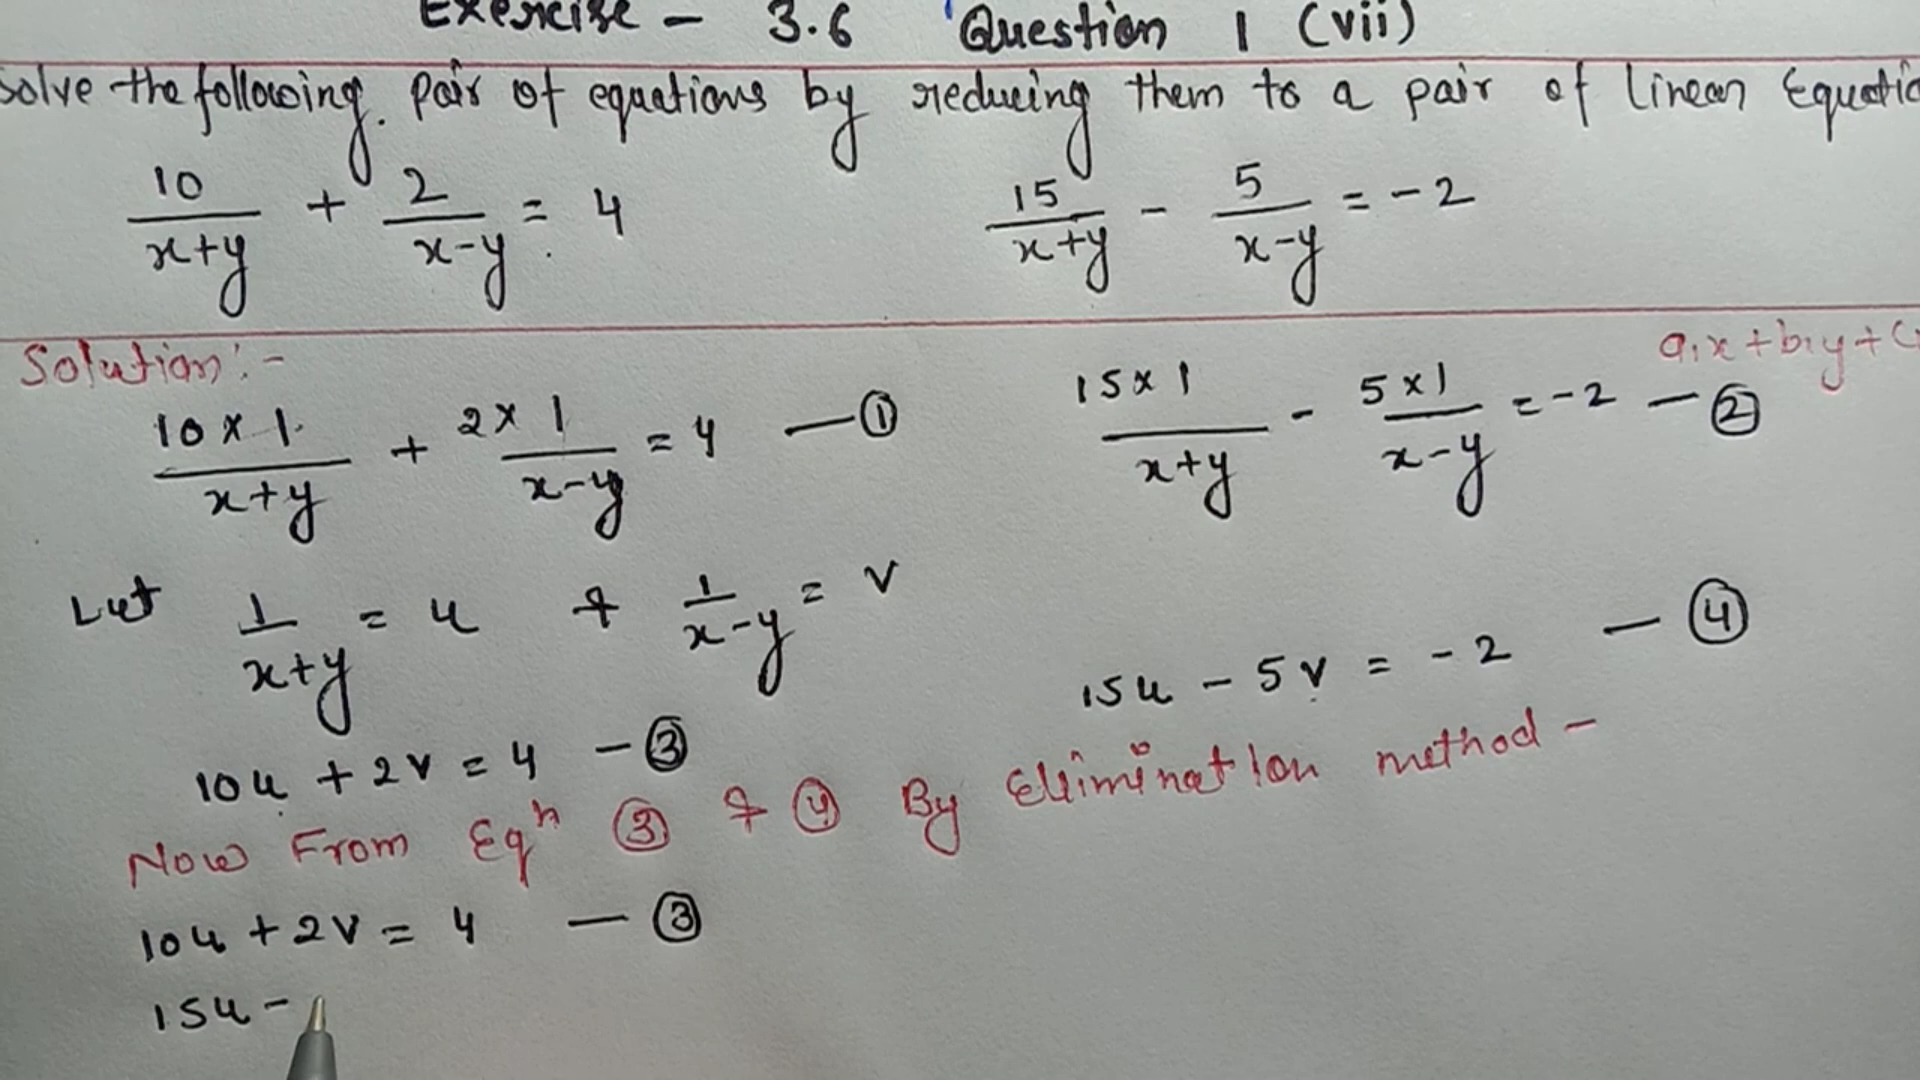 Exercise - 3.6 Question 1 (vii)
Solve the following. pair of equations by reducing them to a pair of linear
10/(x+y) + 2/(x-y) = 4 15/(x+y) - 5/(x-y) = -2
Solution:-
a₁x+b₁y+
(10×1)/(x+y) + (2×1)/(x-y) = 4 — ① (15×1)/(x+y) - (5×1)/(x-y) = -2 — ②
Let 1/(x+y) = u & 1/(x-y) = v
15u - 5v = -2 — ④
10u + 2v = 4 — ③
Now From Eqⁿ ③ & ④ By Elimination method -
10u + 2v = 4 — ③
15u -